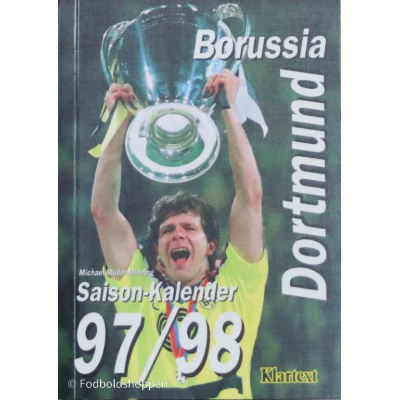 Borussia
Dortmund
Michael Müller-Möhring
Saison-Kalender
97/98
Klartext
© Fodboldshoppen